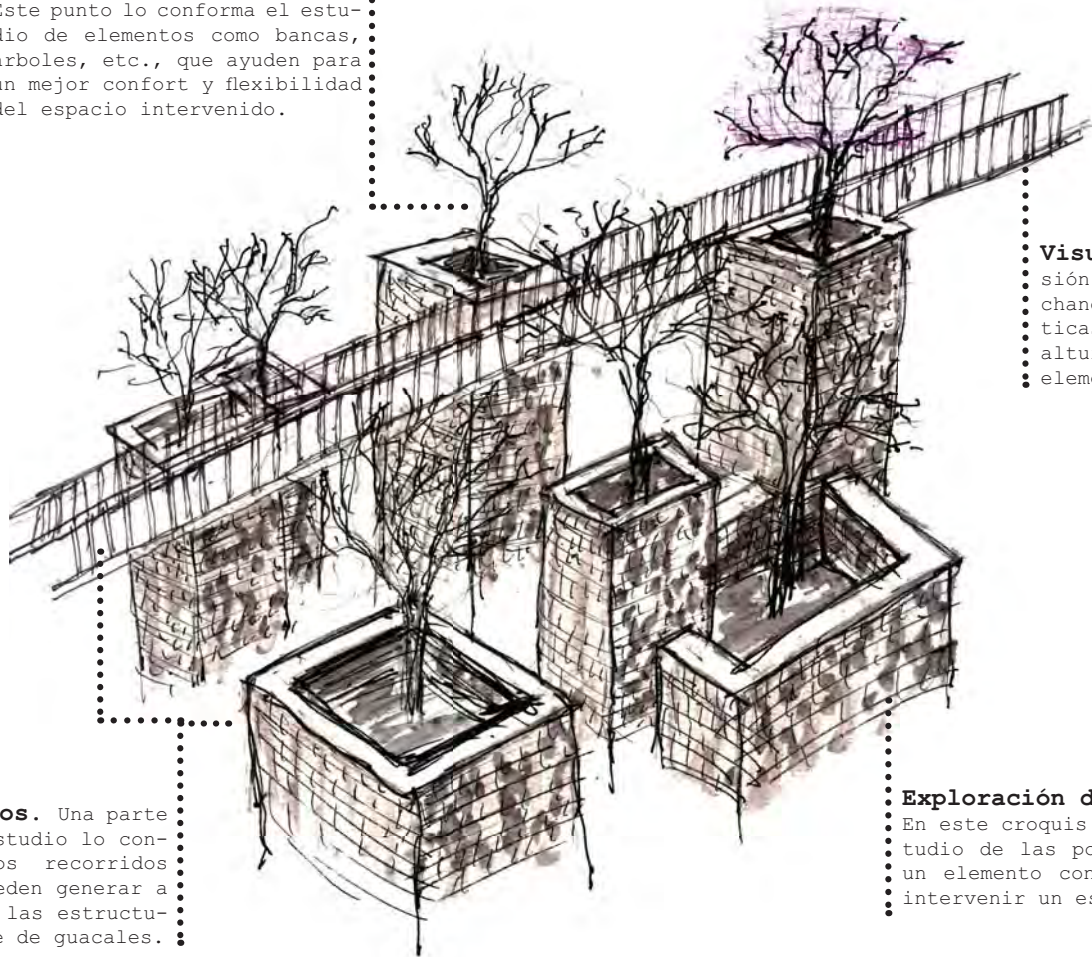 Este punto lo conforma el estu-
dio de elementos como bancas,
árboles, etc., que ayuden para
un mejor confort y flexibilidad
del espacio intervenido.
Visu
sión
chan
tica
altu
elem
os. Una parte
studio lo con-
os recorridos
eden generar a
las estructu-
e de guacales.
Exploración d
En este croquis
tudio de las po
un elemento con
intervenir un es